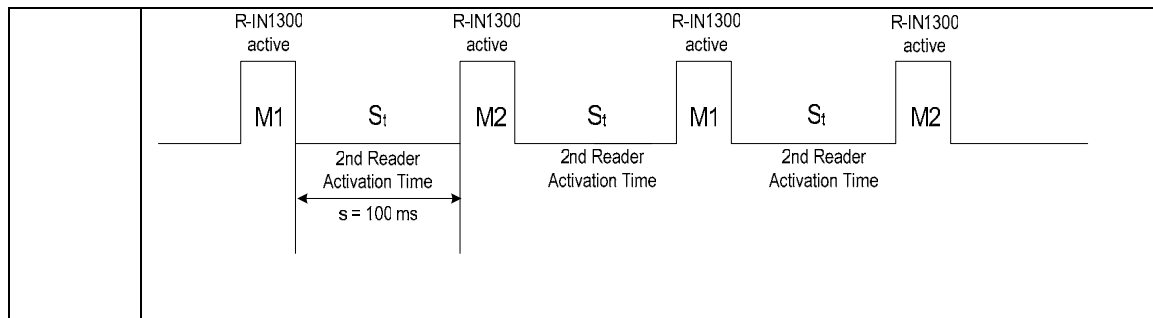 R-IN1300 R-IN1300 R-IN1300 R-IN1300
active active active active
M1 St M2 St M1 St M2
2nd Reader 2nd Reader 2nd Reader
Activation Time Activation Time Activation Time
s = 100 ms